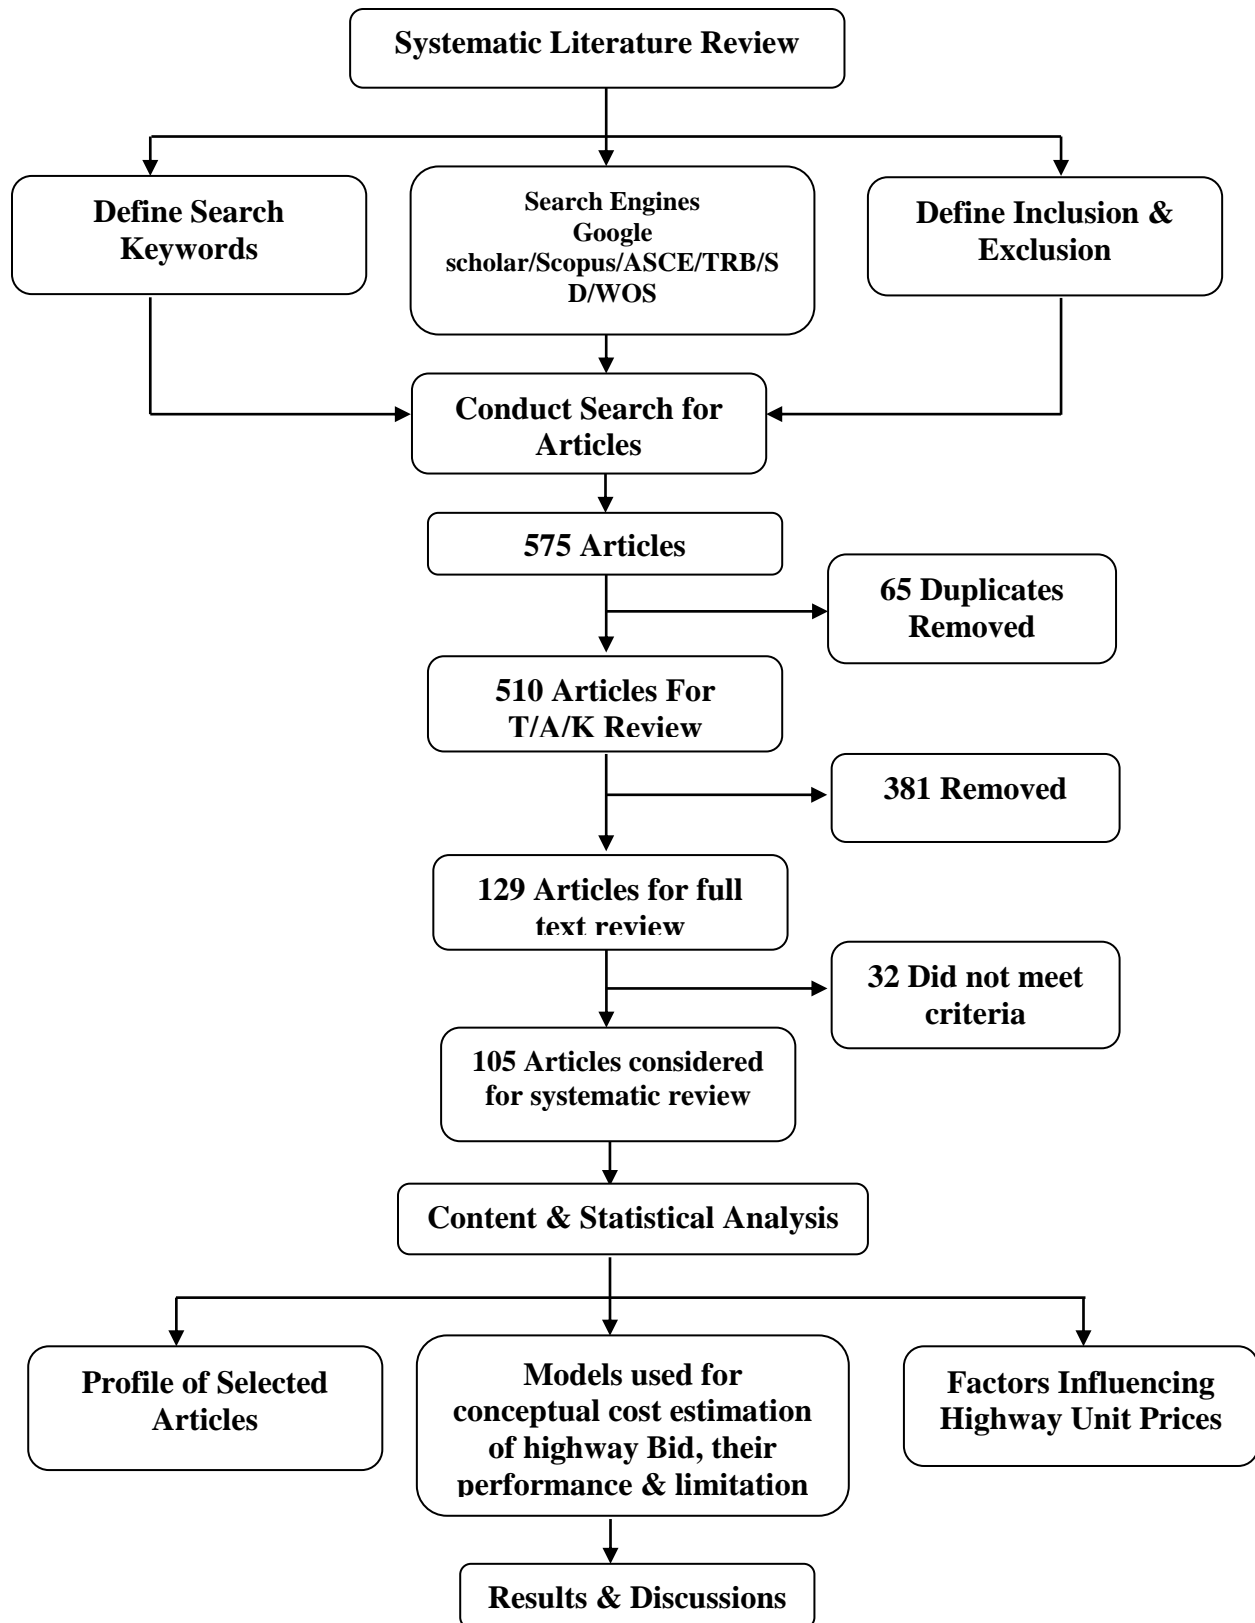 Systematic Literature Review
Define Search
Keywords
Search Engines
Google
scholar/Scopus/ASCE/TRB/S
D/WOS
Define Inclusion &
Exclusion
Conduct Search for
Articles
575 Articles
65 Duplicates
Removed
510 Articles For
T/A/K Review
381 Removed
129 Articles for full
text review
32 Did not meet
criteria
105 Articles considered
for systematic review
Content & Statistical Analysis
Profile of Selected
Articles
Models used for
conceptual cost estimation
of highway Bid, their
performance & limitation
Factors Influencing
Highway Unit Prices
Results & Discussions